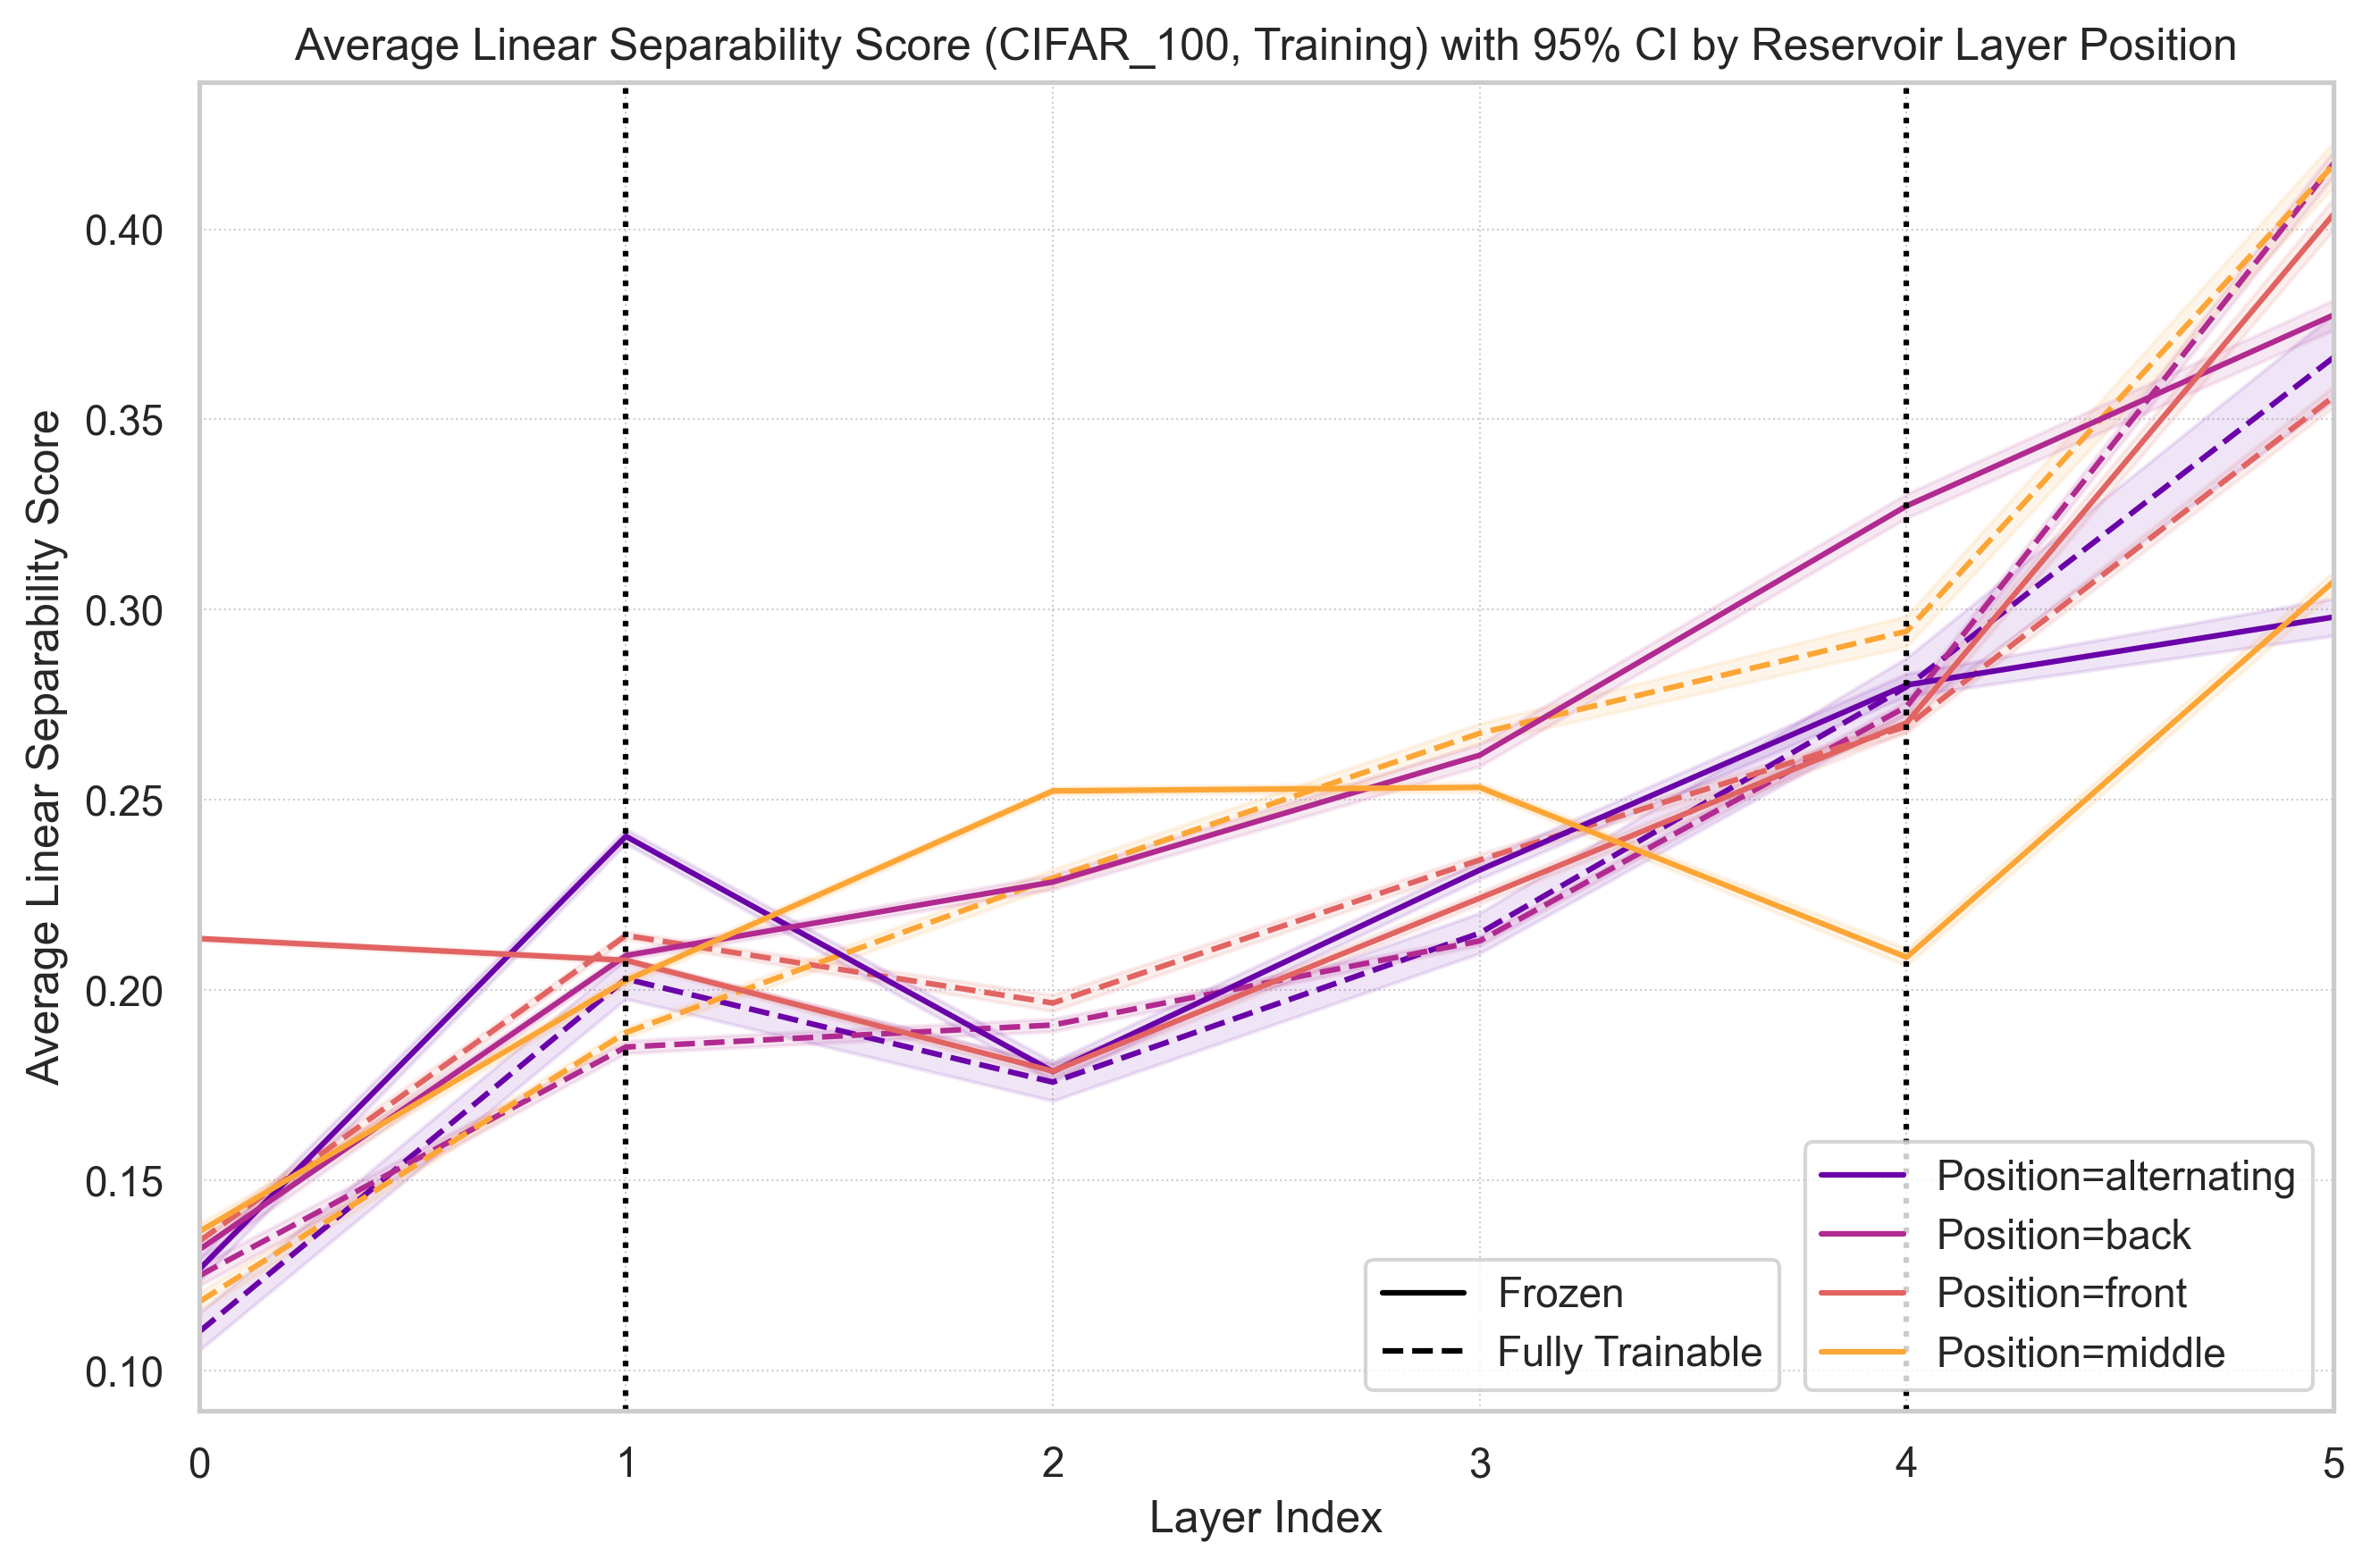 Average Linear Separability Score (CIFAR_100, Training) with 95% CI by Reservoir Layer Position
Average Linear Separability Score
0.40
0.35
0.30
0.25
0.20
0.15
0.10
Frozen
Fully Trainable
Position=alternating
Position=back
Position=front
Position=middle
0 1 2 3 4 5
Layer Index